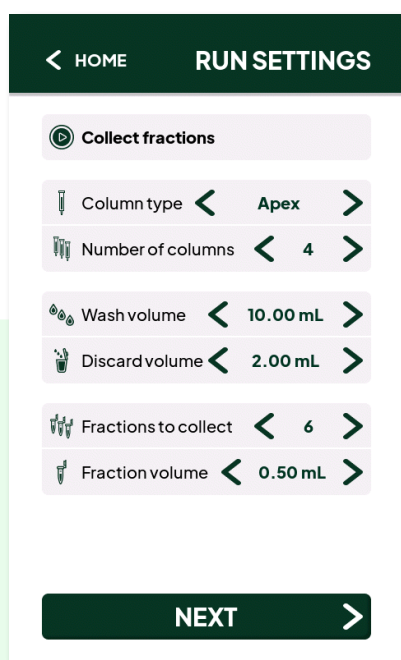 HOME RUN SETTINGS
Collect fractions
Column type Apex
Number of columns 4
Wash volume 10.00 mL
Discard volume 2.00 mL
Fractions to collect 6
Fraction volume 0.50 mL
NEXT